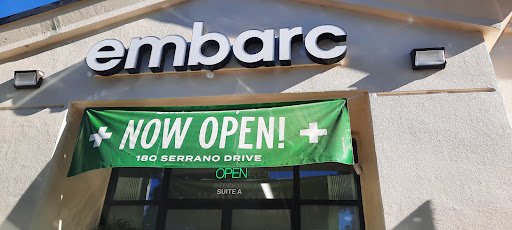 embarc
NOW OPEN!
180 SERRANO DRIVE
OPEN
SUITE A